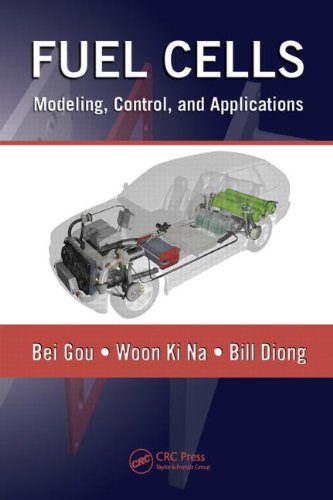 FUEL CELLS
Modeling, Control, and Applications
Bei Gou • Woon Ki Na • Bill Diong
CRC
CRC Press
Taylor & Francis Group